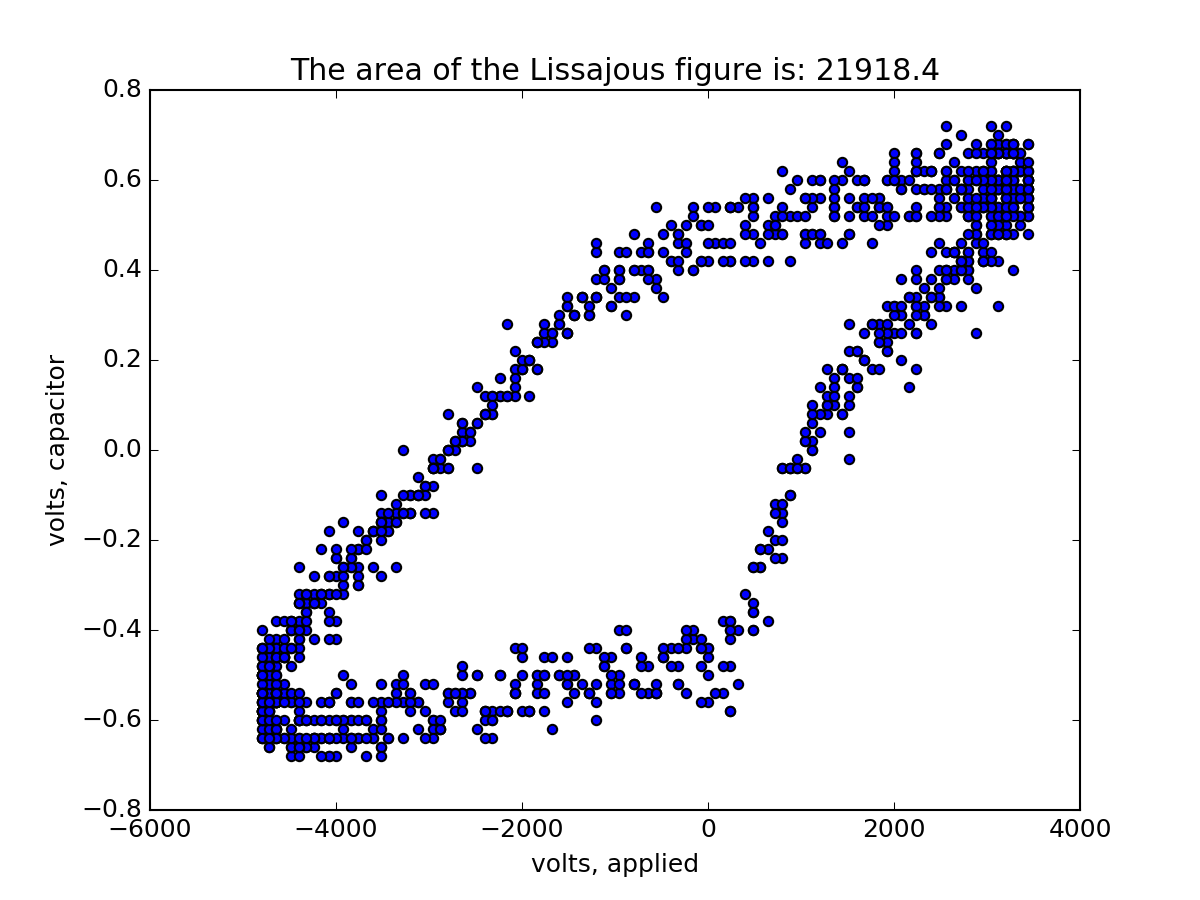 The area of the Lissajous figure is: 21918.4
0.8
0.6
0.4
0.2
0.0
−0.2
−0.4
−0.6
−0.8
volts, capacitor
−6000 −4000 −2000 0 2000 4000
volts, applied